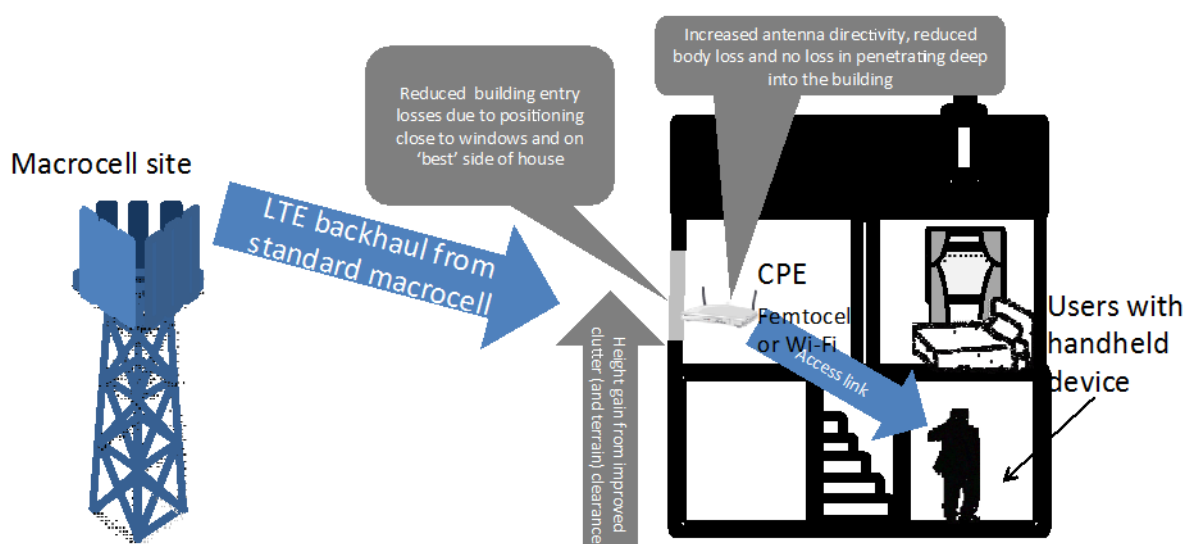 Increased antenna directivity, reduced
body loss and no loss in penetrating deep
into the building
Reduced  building entry
losses due to positioning
close to windows and on
‘best’ side of house
Macrocell site
LTE backhaul from
standard macrocell
CPE
Femtocel
or Wi-Fi
Access link
Users with
handheld
device
Height gain from improved
clutter (and terrain) clearance